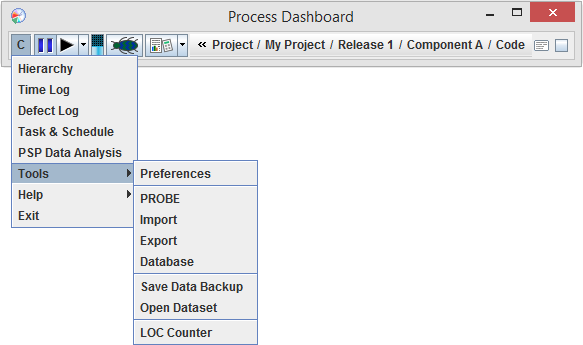 Process Dashboard
C « Project / My Project / Release 1 / Component A / Code
Hierarchy
Time Log
Defect Log
Task & Schedule
PSP Data Analysis
Tools
Help
Exit
Preferences
PROBE
Import
Export
Database
Save Data Backup
Open Dataset
LOC Counter